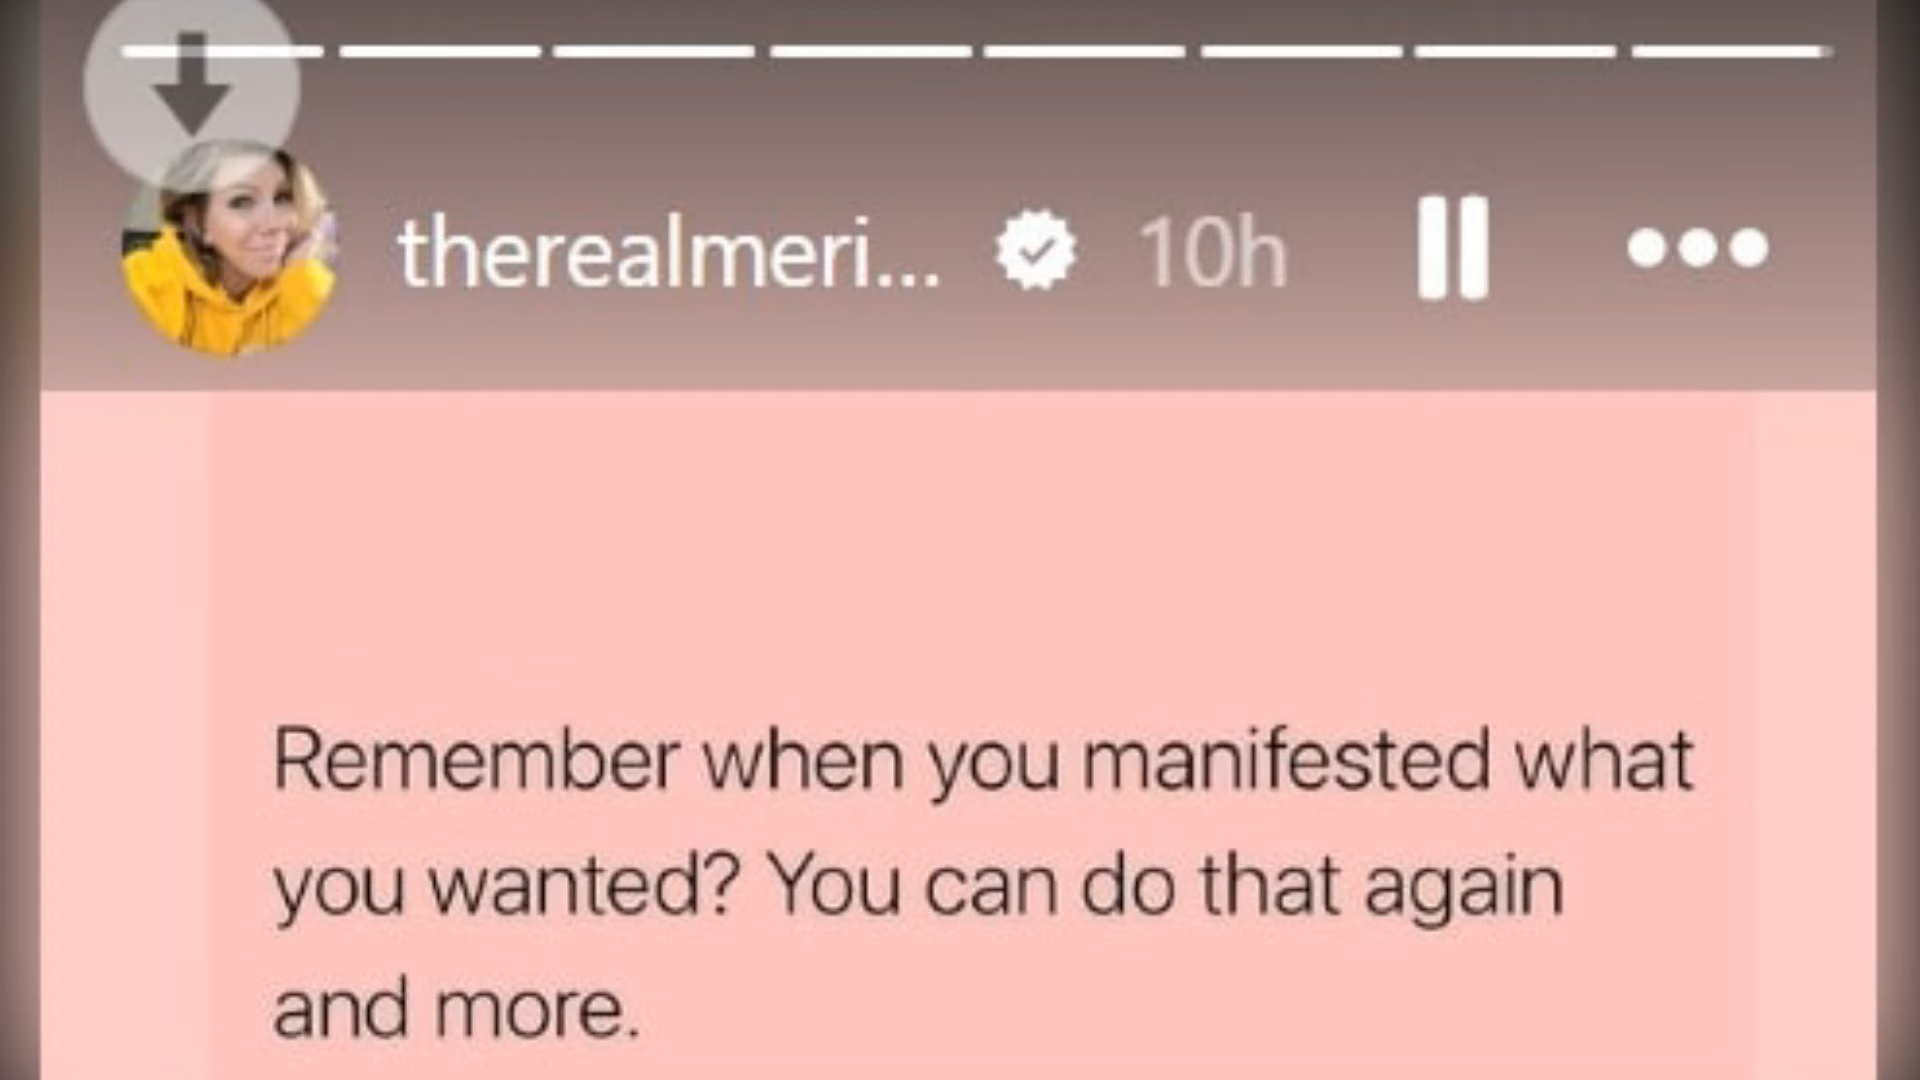 therealmeri... 10h
Remember when you manifested what
you wanted? You can do that again
and more.